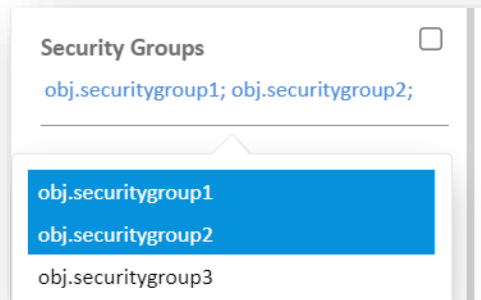 Security Groups
obj.securitygroup1; obj.securitygroup2;
obj.securitygroup1
obj.securitygroup2
obj.securitygroup3